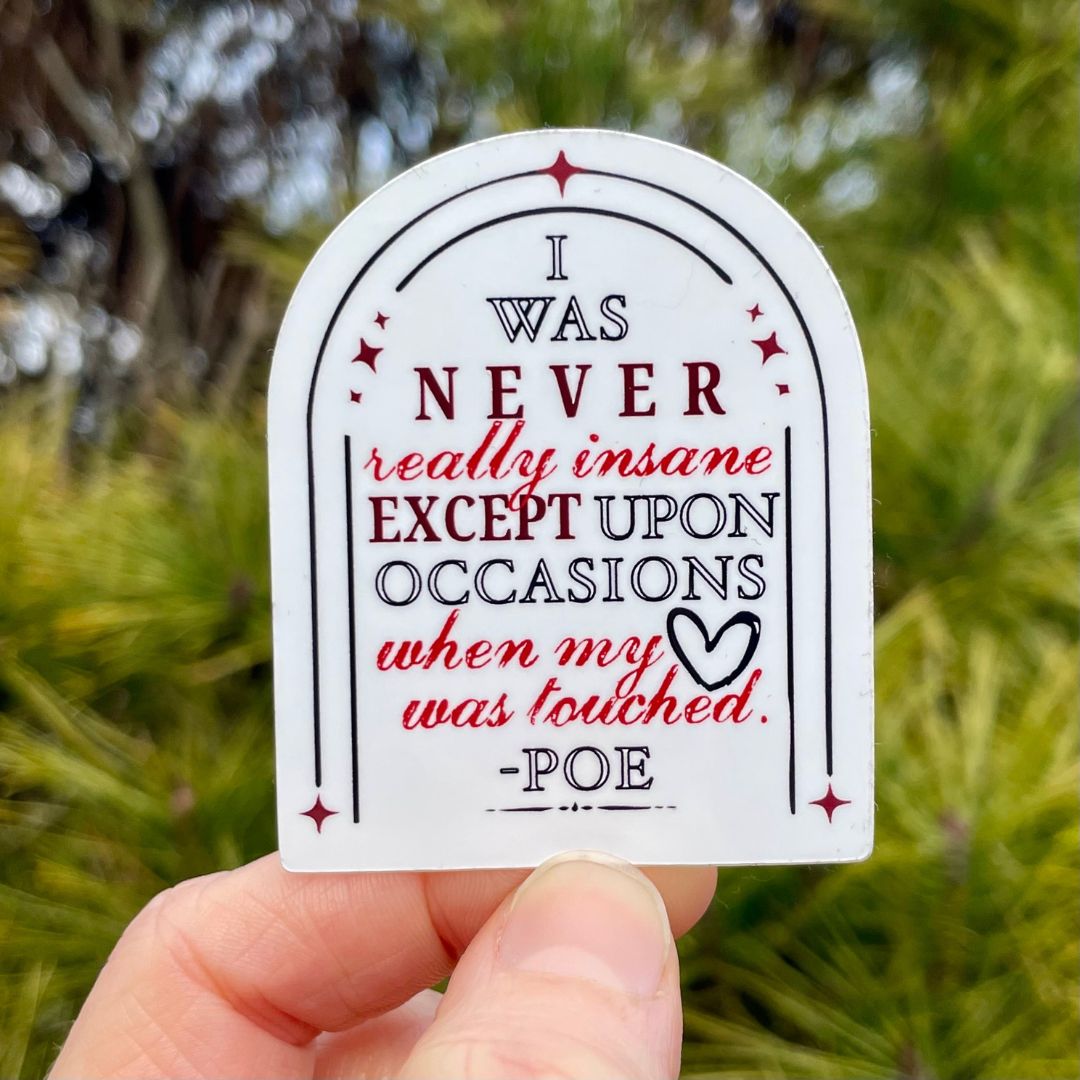 I
WAS
NEVER
really insane
EXCEPT UPON
OCCASIONS
when my
was touched.
-POE